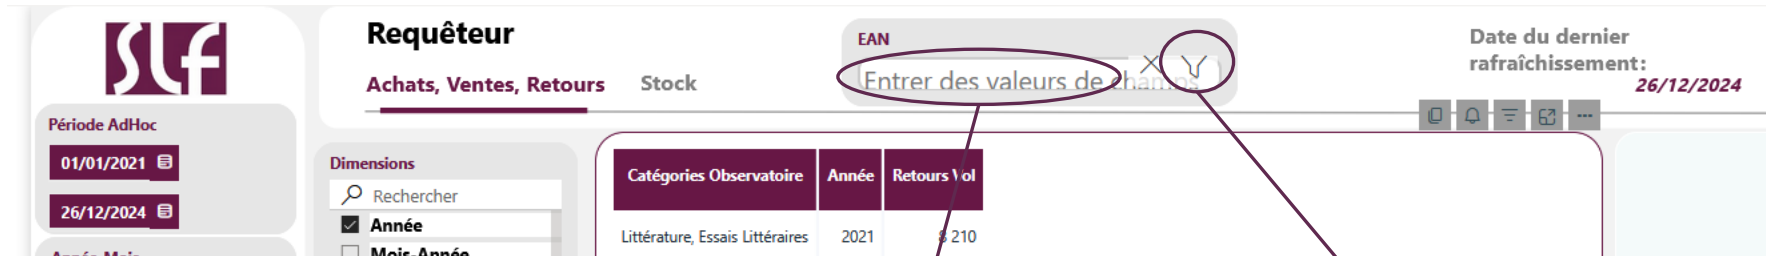 SLF
Requêteur
EAN
Date du dernier
rafraîchissement:
26/12/2024
Achats, Ventes, Retours
Stock
Entrer des valeurs de champs
Période AdHoc
01/01/2021
26/12/2024
Dimensions
Rechercher
Année
Mois-Année
Catégories Observatoire Année Retours Vol
Littérature, Essais Littéraires 2021 8 210